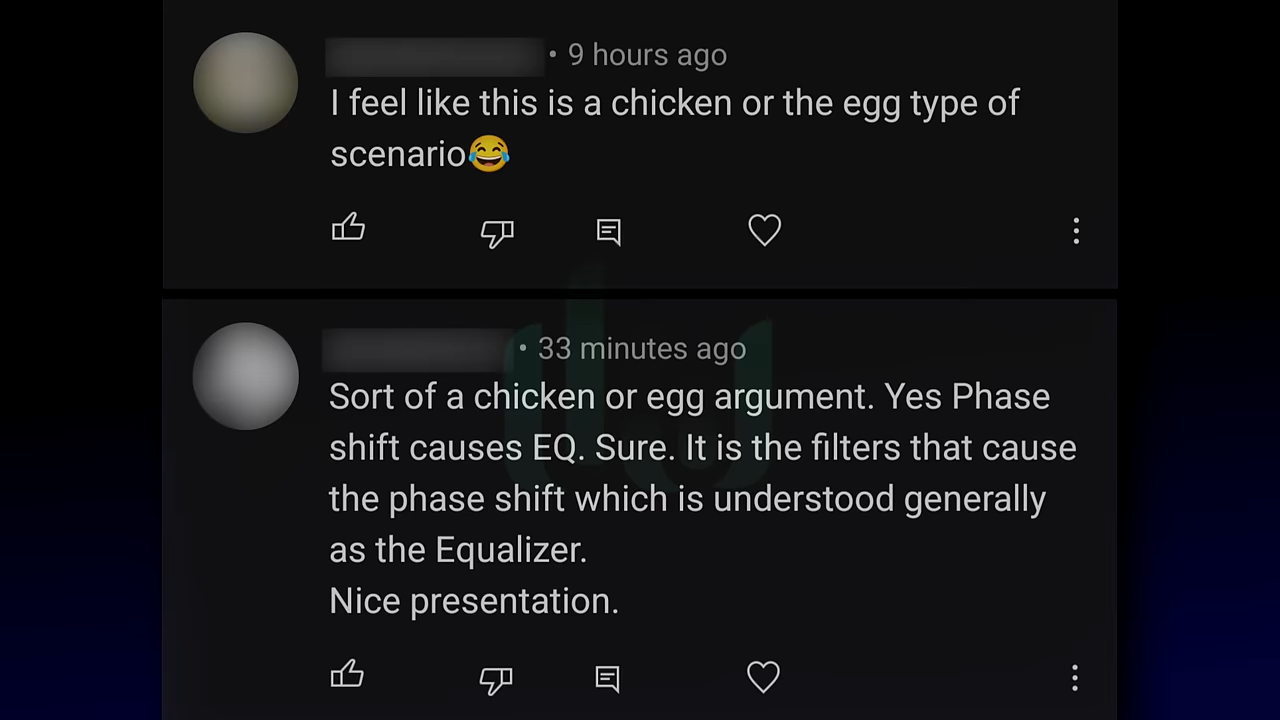 • 9 hours ago
I feel like this is a chicken or the egg type of
scenario😂
• 33 minutes ago
Sort of a chicken or egg argument. Yes Phase
shift causes EQ. Sure. It is the filters that cause
the phase shift which is understood generally
as the Equalizer.
Nice presentation.